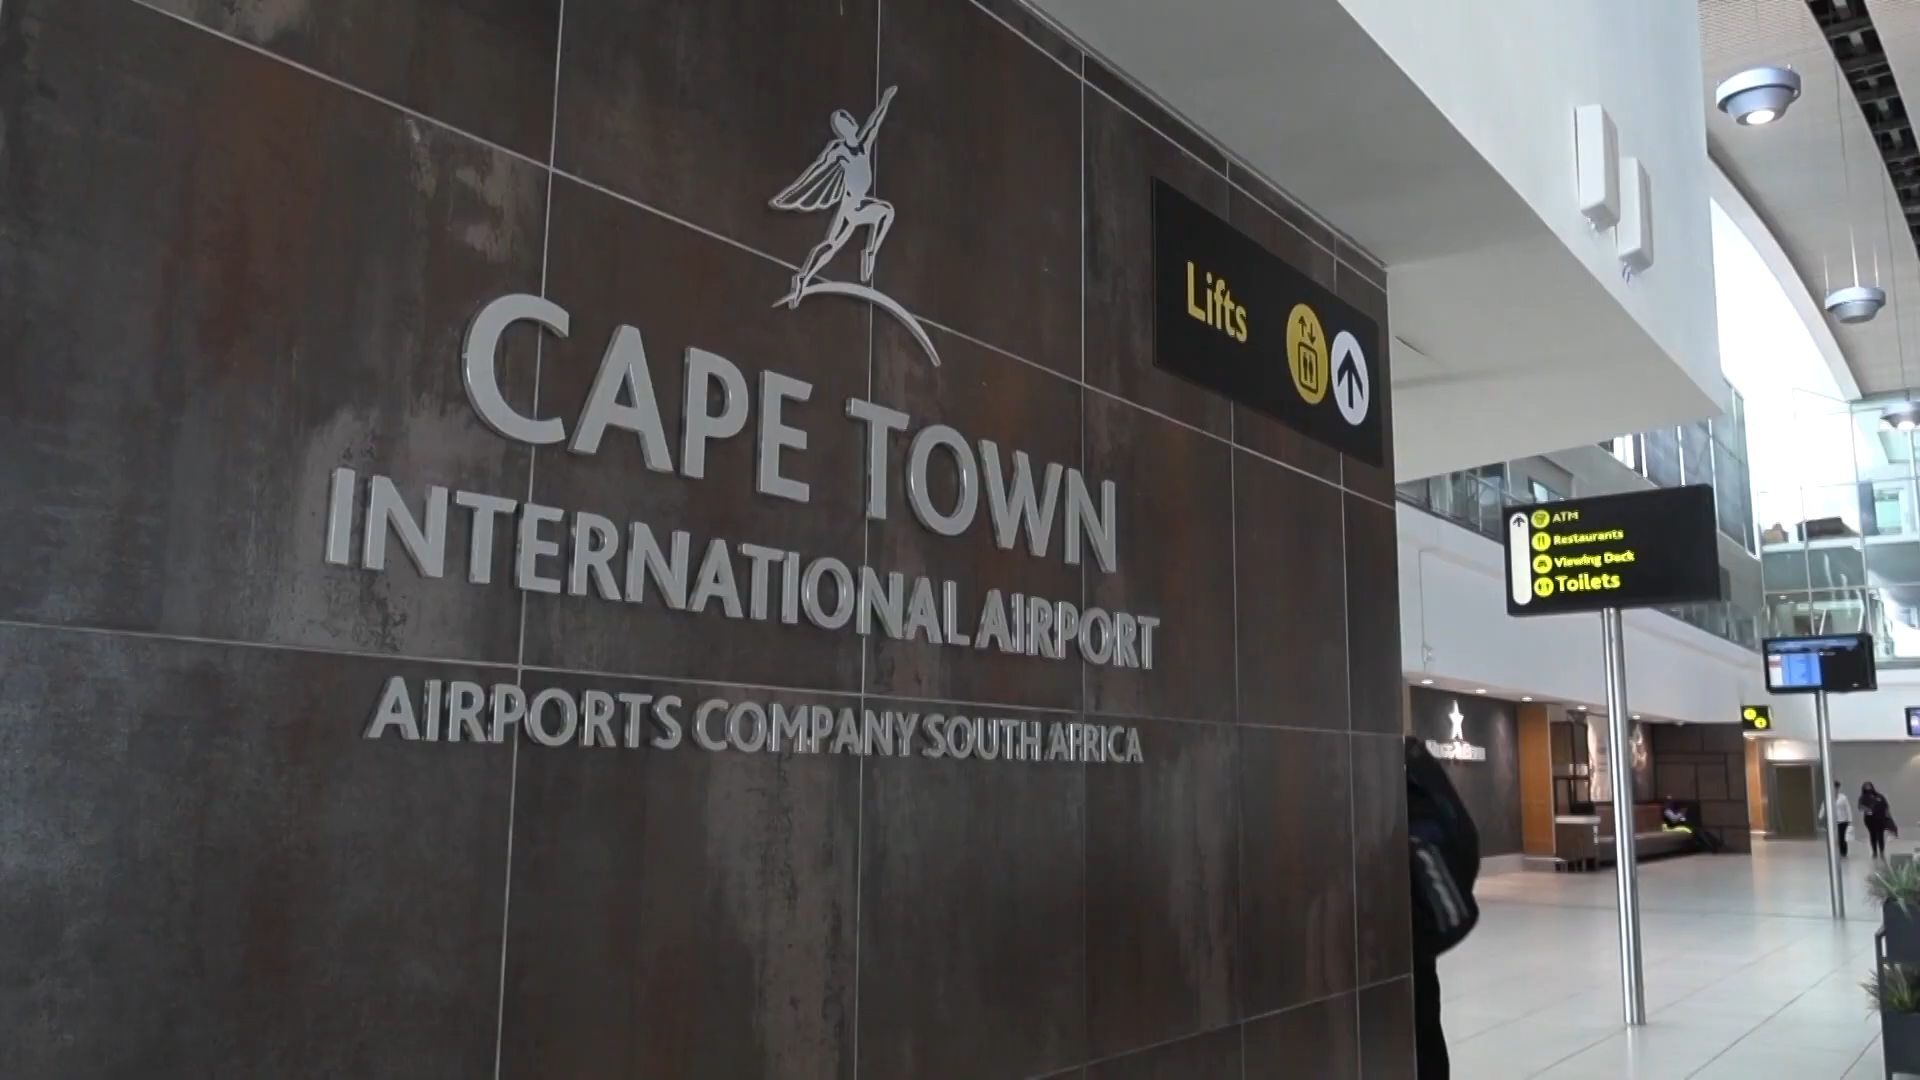 CAPE TOWN
INTERNATIONAL AIRPORT
AIRPORTS COMPANY SOUTH AFRICA
Lifts
ATM
Restaurants
Viewing Deck
Toilets